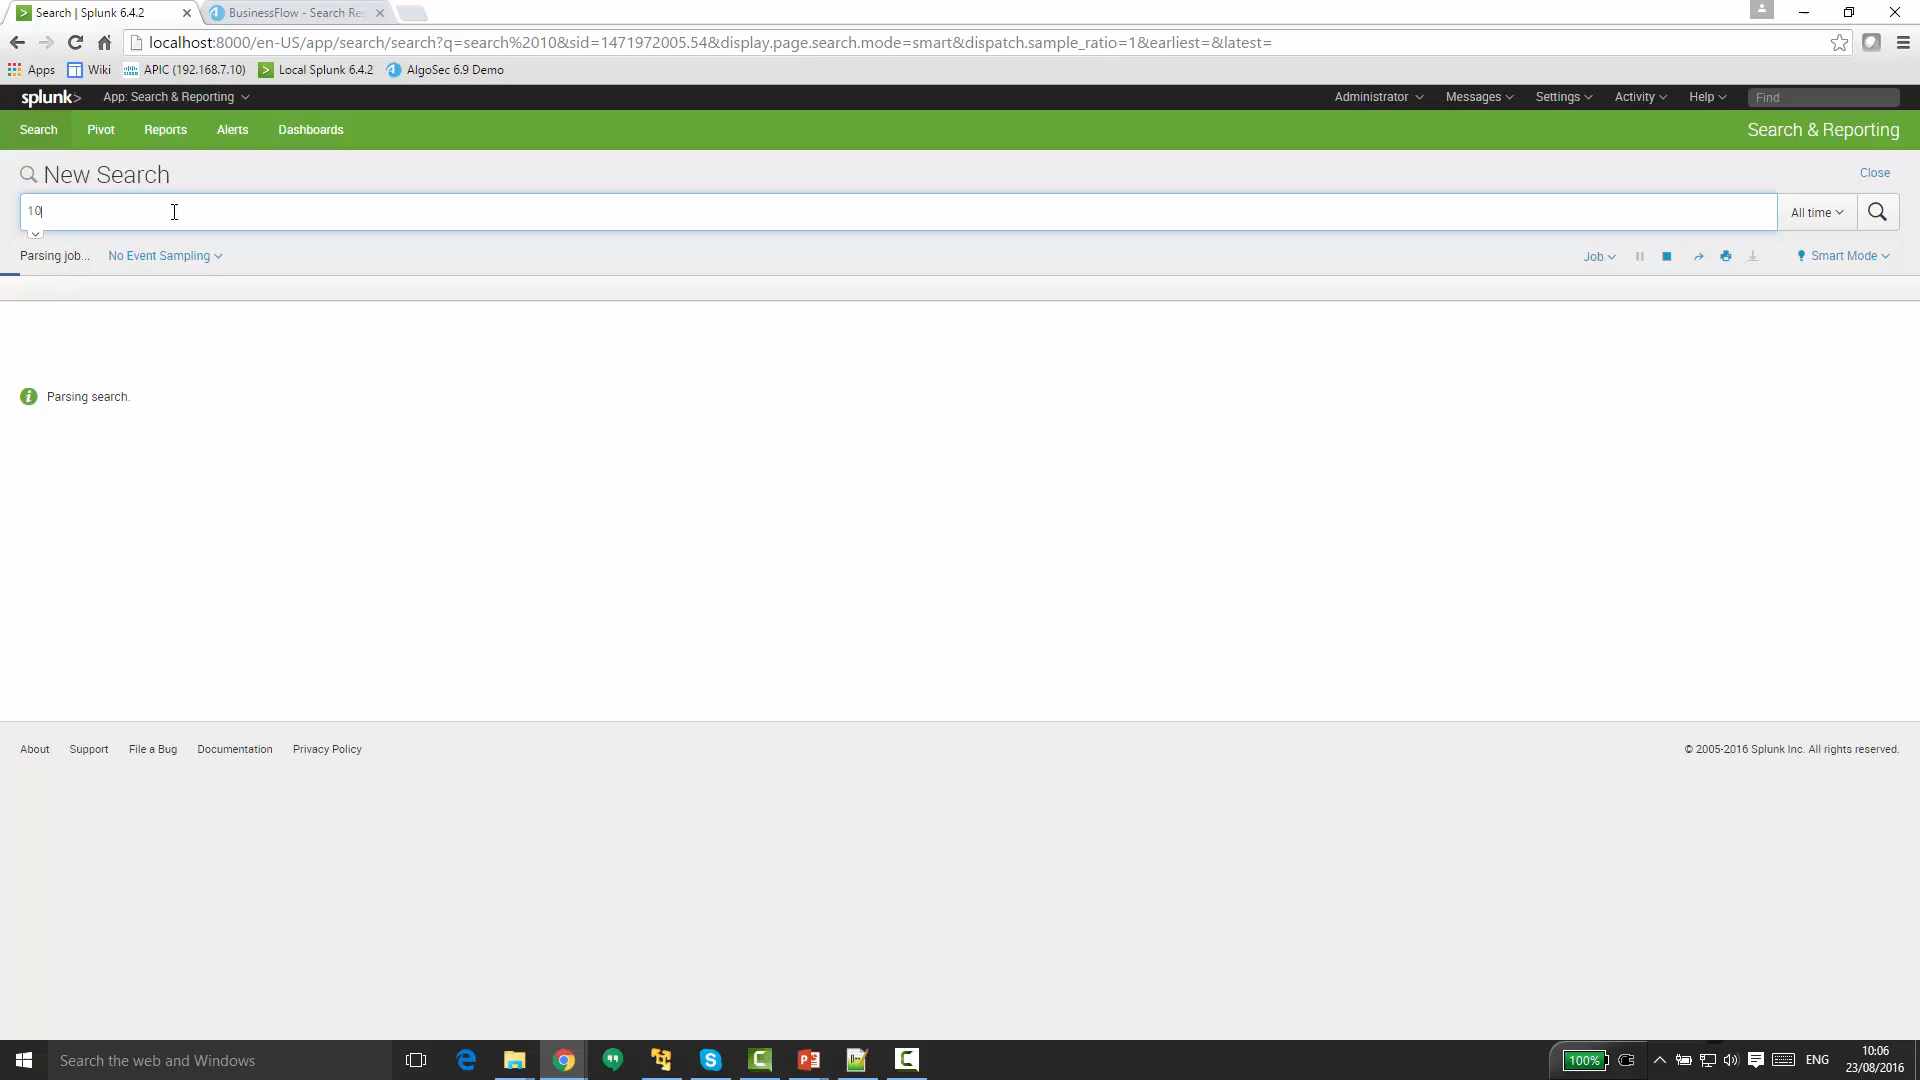 Search | Splunk 6.4.2
BusinessFlow - Search Re
localhost:8000/en-US/app/search/search?q=search%2010&sid=1471972005.54&display.page.search.mode=smart&dispatch.sample_ratio=1&earliest=&latest=
Apps Wiki APIC (192.168.7.10) Local Splunk 6.4.2 AlgoSec 6.9 Demo
splunk> App: Search & Reporting Administrator Messages Settings Activity Help Find
Search Pivot Reports Alerts Dashboards Search & Reporting
New Search Close
10 All time
Parsing job... No Event Sampling Job Smart Mode
Parsing search.
About Support File a Bug Documentation Privacy Policy © 2005-2016 Splunk Inc. All rights reserved.
Search the web and Windows 100% ENG 10:06
23/08/2016